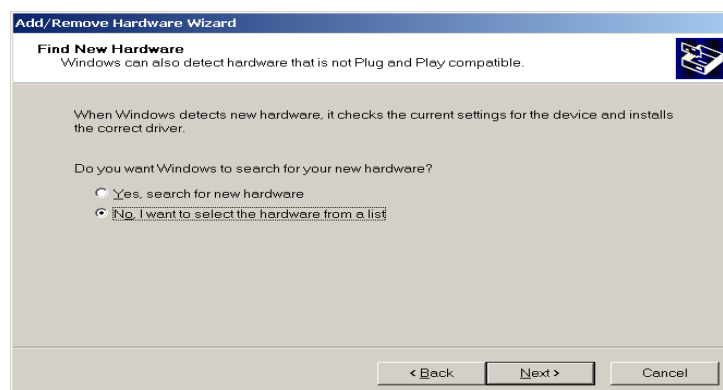 Add/Remove Hardware Wizard
Find New Hardware
Windows can also detect hardware that is not Plug and Play compatible.
When Windows detects new hardware, it checks the current settings for the device and installs
the correct driver.
Do you want Windows to search for your new hardware?
Yes, search for new hardware
No, I want to select the hardware from a list
< Back
Next >
Cancel